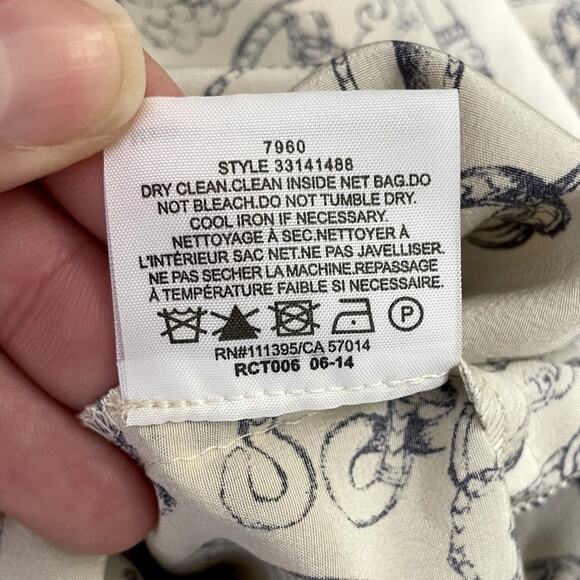 7960
STYLE 33141488
DRY CLEAN.CLEAN INSIDE NET BAG.DO
NOT BLEACH.DO NOT TUMBLE DRY.
COOL IRON IF NECESSARY.
NETTOYAGE À SEC.NETTOYER À
L'INTÉRIEUR SAC NET.NE PAS JAVELLISER.
NE PAS SECHER LA MACHINE.REPASSAGE
À TEMPÉRATURE FAIBLE SI NECESSAIRE.
P
RN#111395/CA 57014
RCT006 06-14